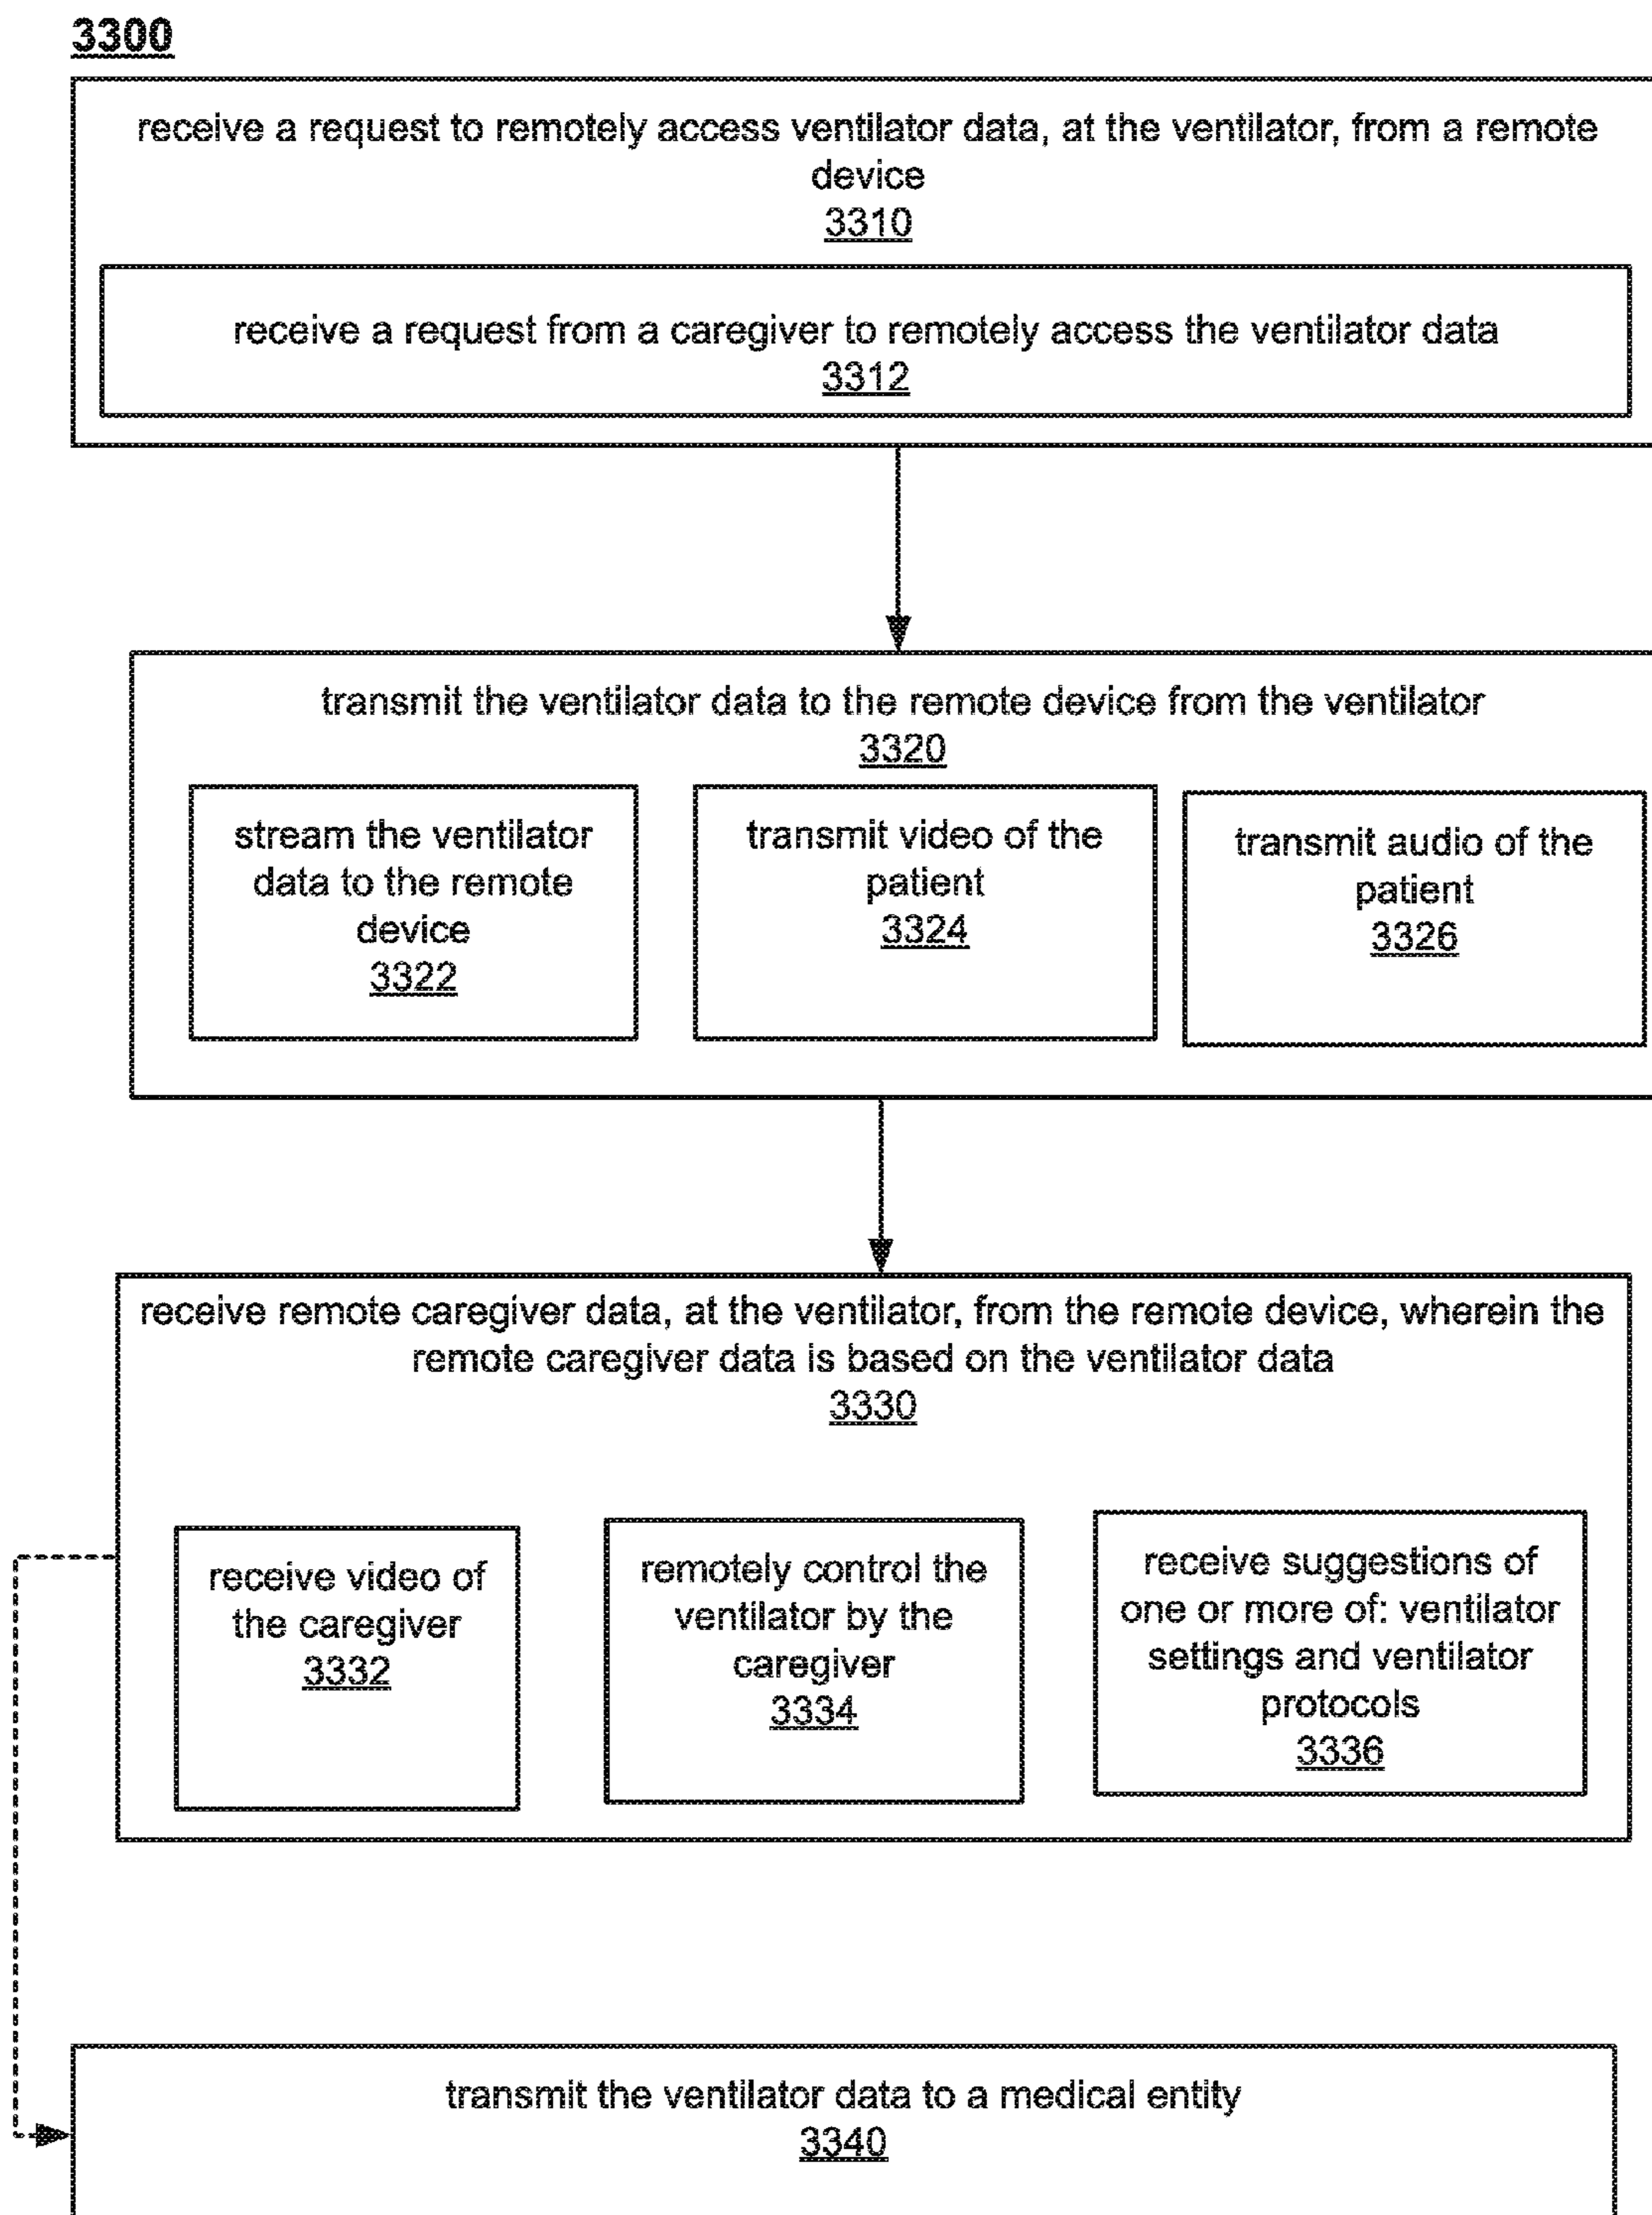 3300
receive a request to remotely access ventilator data, at the ventilator, from a remote
device
3310
receive a request from a caregiver to remotely access the ventilator data
3312
transmit the ventilator data to the remote device from the ventilator
3320
stream the ventilator
data to the remote
device
3322
transmit video of the
patient
3324
transmit audio of the
patient
3326
receive remote caregiver data, at the ventilator, from the remote device, wherein the
remote caregiver data is based on the ventilator data
3330
receive video of
the caregiver
3332
remotely control the
ventilator by the
caregiver
3334
receive suggestions of
one or more of: ventilator
settings and ventilator
protocols
3336
transmit the ventilator data to a medical entity
3340